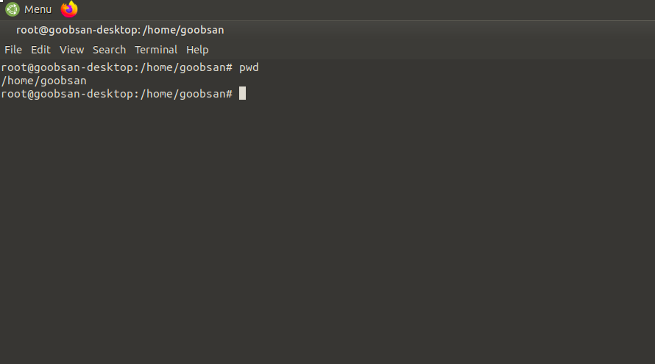 Menu
root@goobsan-desktop: /home/goobsan
File Edit View Search Terminal Help
root@goobsan-desktop:/home/goobsan# pwd
/home/goobsan
root@goobsan-desktop:/home/goobsan#